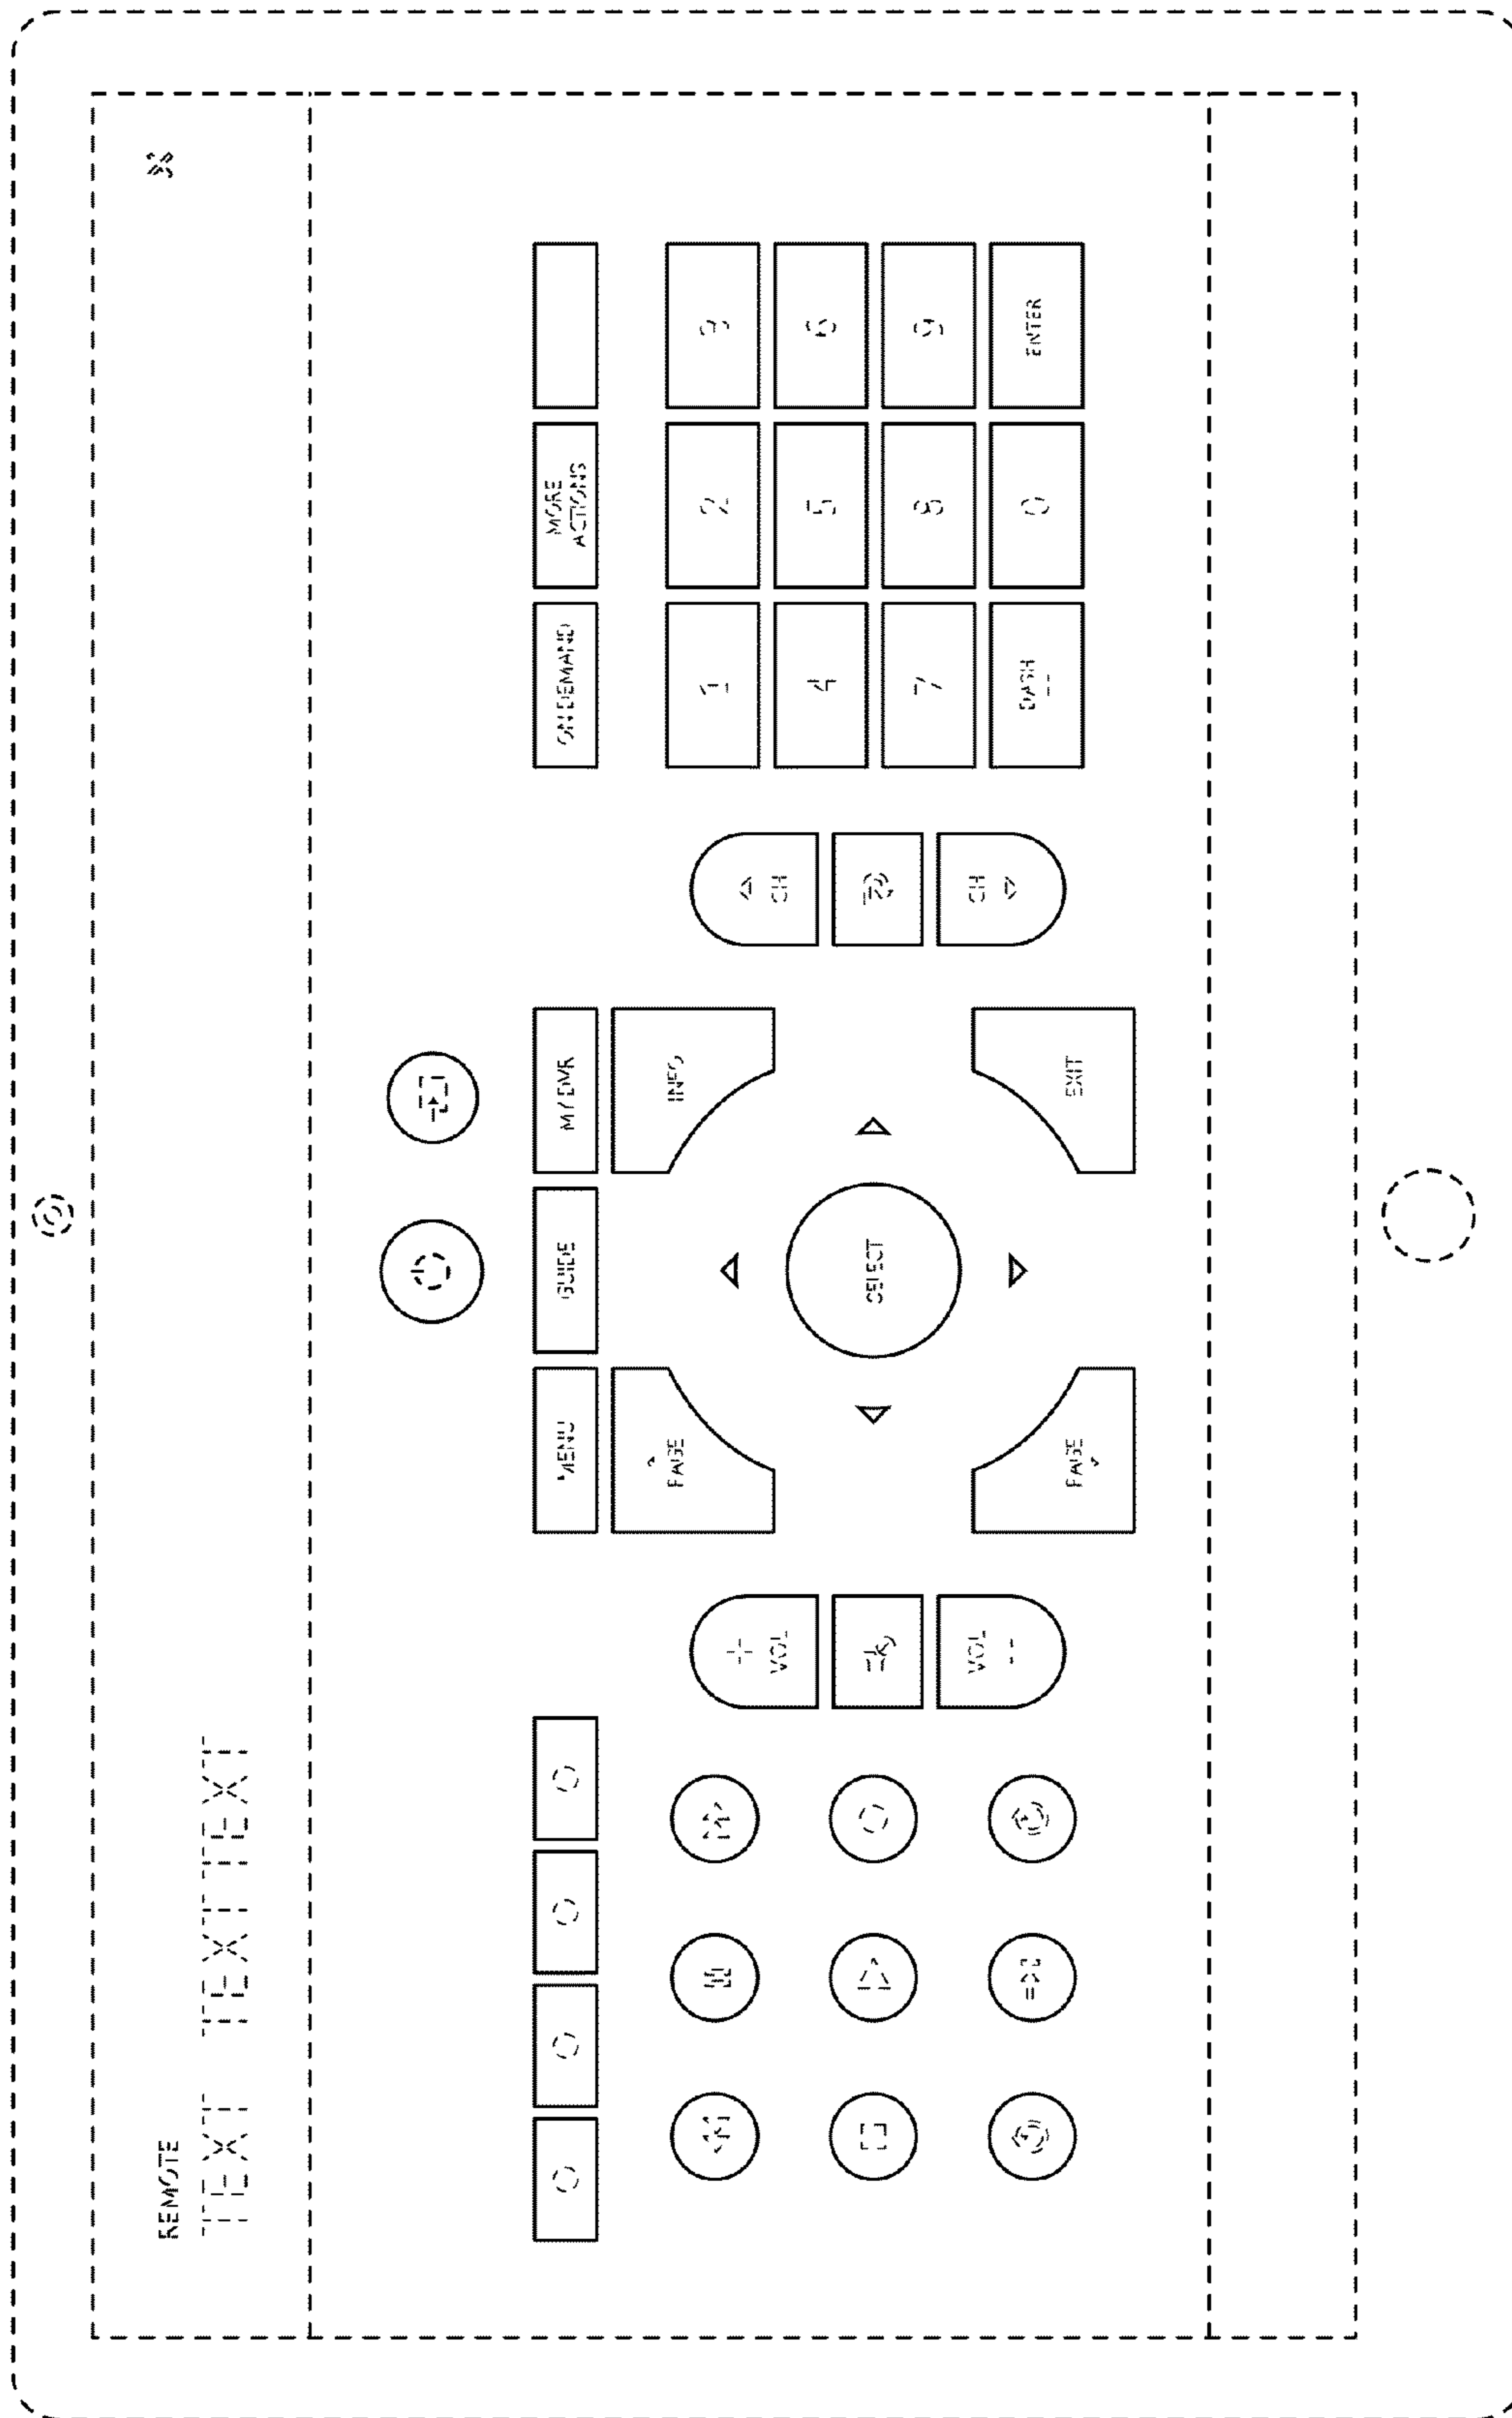 REMOTE
TEXT TEXT TEXT
MENU GUIDE MY DVR ON DEMAND MORE
ACTIONS
PAGE INFO
SELECT
PAGE EXIT
+
VOL
VOL
--
CH
CH
1 2 3
4 5 6
7 8 9
DASH
--
0 ENTER